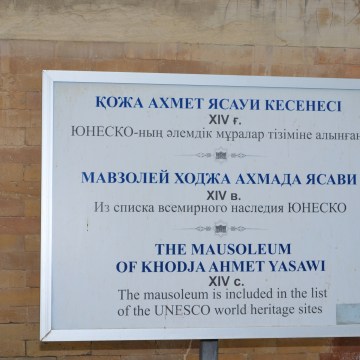 ҚОЖА АХМЕТ ЯСАУИ КЕСЕНЕСІ
XIV ғ.
ЮНЕСКО-ның әлемдік мұралар тізіміне алынған
МАВЗОЛЕЙ ХОДЖА АХМАДА ЯСАВИ
XIV в.
Из списка всемирного наследия ЮНЕСКО
THE MAUSOLEUM
OF KHODJA AHMET YASAWI
XIV c.
The mausoleum is included in the list
of the UNESCO world heritage sites